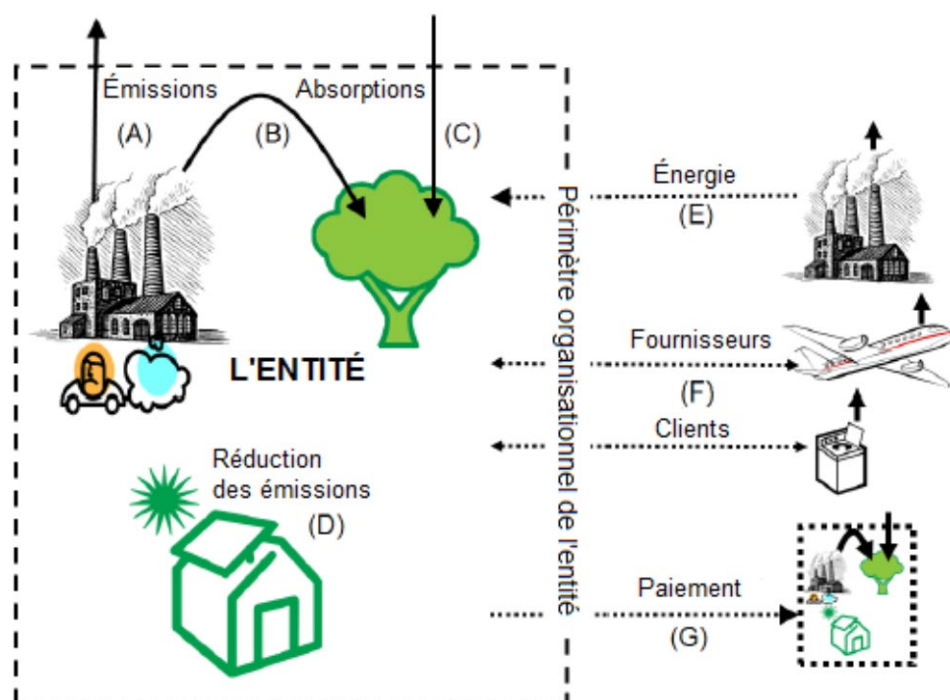 Émissions
(A)
(B)
Absorptions
(C)
Énergie
(E)
Fournisseurs
(F)
Clients
L'ENTITÉ
Réduction
des émissions
(D)
Périmètre organisationnel de l'entité
Paiement
(G)